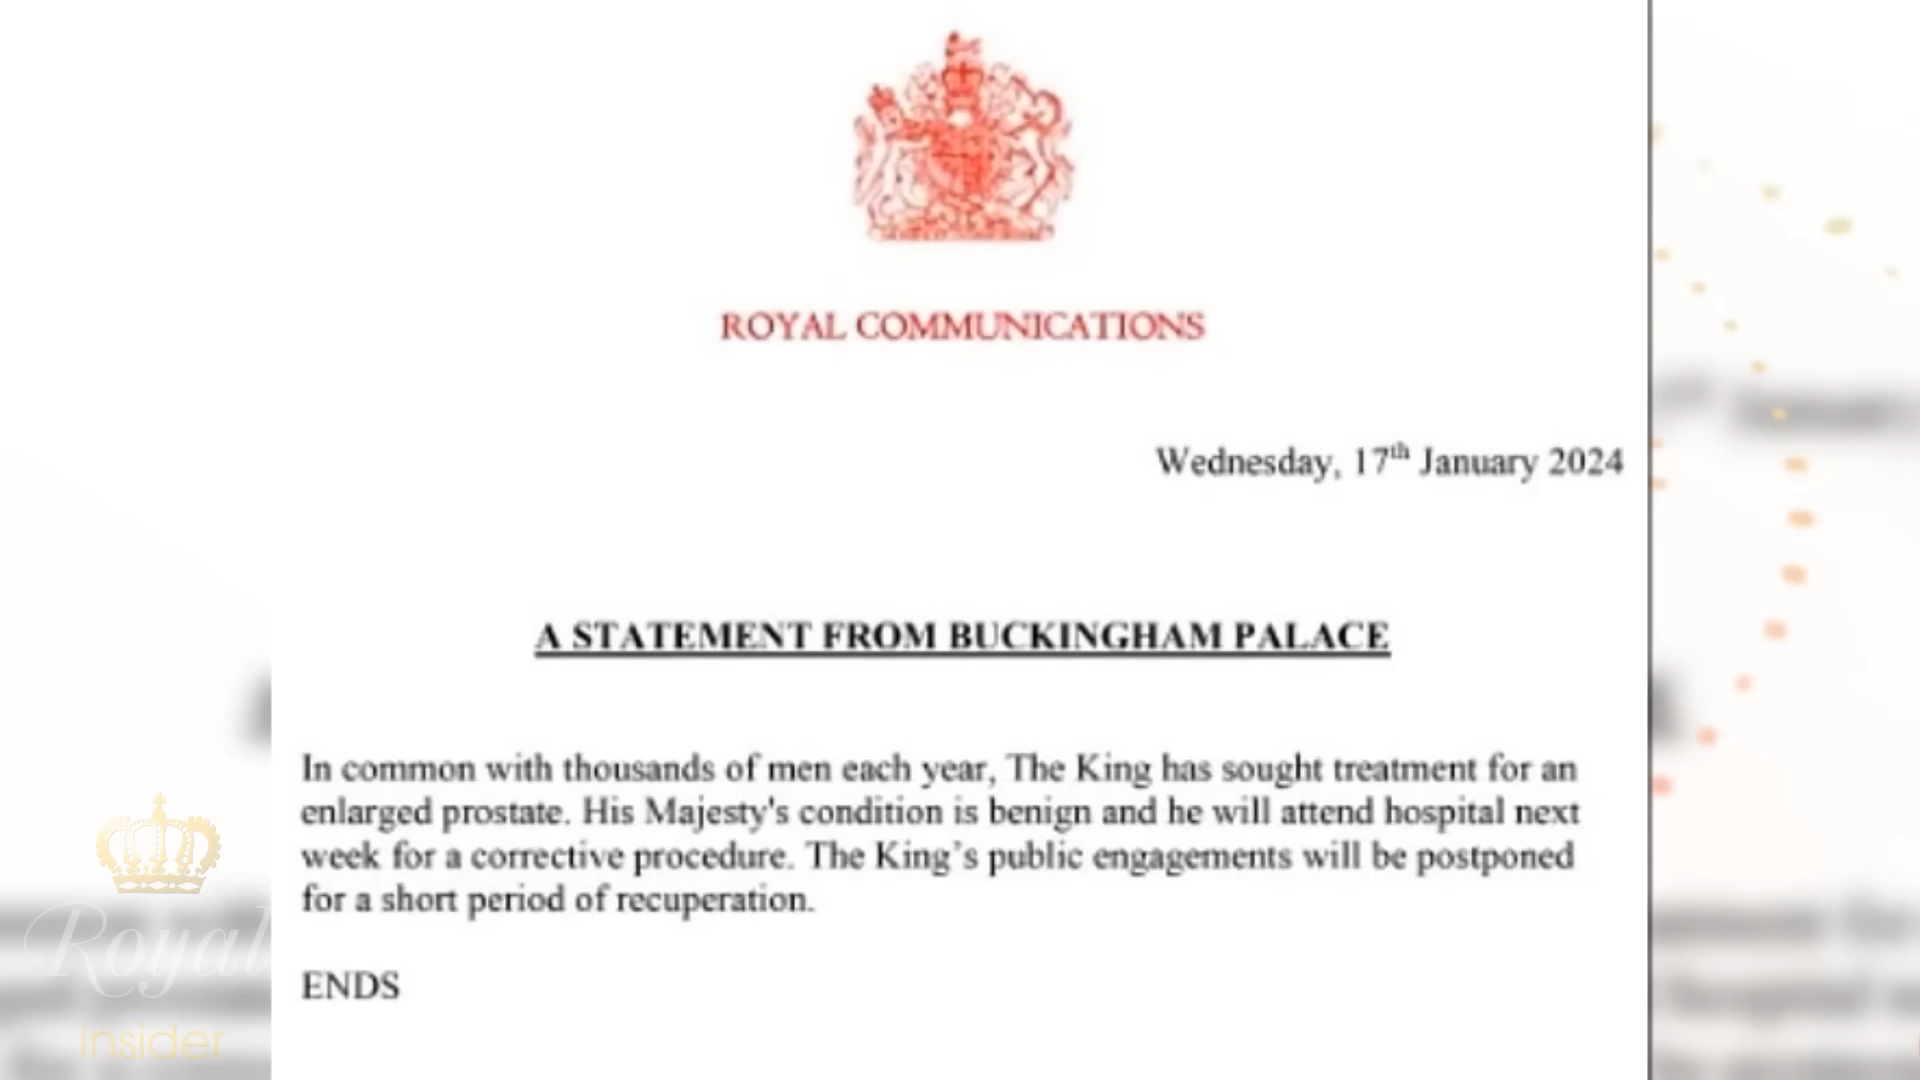 ROYAL COMMUNICATIONS
Wednesday, 17th January 2024
A STATEMENT FROM BUCKINGHAM PALACE
In common with thousands of men each year, The King has sought treatment for an
enlarged prostate. His Majesty's condition is benign and he will attend hospital next
week for a corrective procedure. The King’s public engagements will be postponed
for a short period of recuperation.
ENDS
Royal
insider